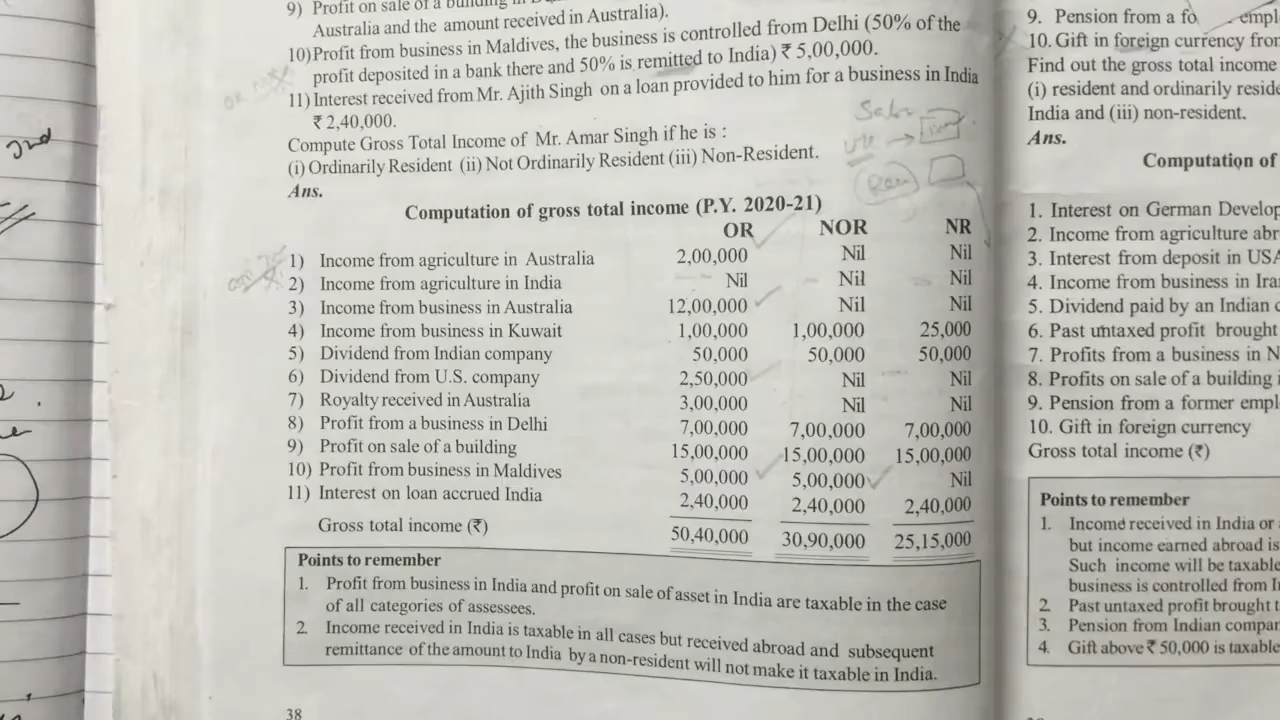 9) Profit on sale of a building in
Australia and the amount received in Australia).
10)Profit from business in Maldives, the business is controlled from Delhi (50% of the
profit deposited in a bank there and 50% is remitted to India) ₹ 5,00,000.
11) Interest received from Mr. Ajith Singh on a loan provided to him for a business in India
₹ 2,40,000.
Compute Gross Total Income of Mr. Amar Singh if he is :
(i) Ordinarily Resident (ii) Not Ordinarily Resident (iii) Non-Resident.
Ans.
Computation of gross total income (P.Y. 2020-21)
OR NOR NR
1) Income from agriculture in Australia 2,00,000 Nil Nil
2) Income from agriculture in India Nil Nil Nil
3) Income from business in Australia 12,00,000 Nil Nil
4) Income from business in Kuwait 1,00,000 1,00,000 25,000
5) Dividend from Indian company 50,000 50,000 50,000
6) Dividend from U.S. company 2,50,000 Nil Nil
7) Royalty received in Australia 3,00,000 Nil Nil
8) Profit from a business in Delhi 7,00,000 7,00,000 7,00,000
9) Profit on sale of a building 15,00,000 15,00,000 15,00,000
10) Profit from business in Maldives 5,00,000 5,00,000 Nil
11) Interest on loan accrued India 2,40,000 2,40,000 2,40,000
Gross total income (₹) 50,40,000 30,90,000 25,15,000
Points to remember
1. Profit from business in India and profit on sale of asset in India are taxable in the case
of all categories of assessees.
2. Income received in India is taxable in all cases but received abroad and subsequent
remittance of the amount to India by a non-resident will not make it taxable in India.
38
2nd
9. Pension from a fo empl
10. Gift in foreign currency from
Find out the gross total income
(i) resident and ordinarily reside
India and (iii) non-resident.
Ans.
Computation of
1. Interest on German Develop
2. Income from agriculture abr
3. Interest from deposit in USA
4. Income from business in Ira
5. Dividend paid by an Indian c
6. Past untaxed profit brought
7. Profits from a business in N
8. Profits on sale of a building i
9. Pension from a former empl
10. Gift in foreign currency
Gross total income (₹)
Points to remember
1. Income received in India or
but income earned abroad is
Such income will be taxable
business is controlled from I
2. Past untaxed profit brought t
3. Pension from Indian compan
4. Gift above ₹ 50,000 is taxable